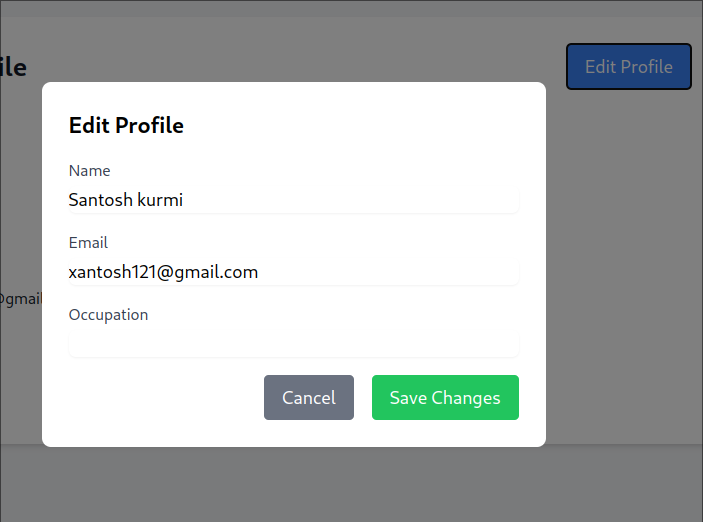 ile
Edit Profile
Edit Profile
Name
Santosh kurmi
Email
xantosh121@gmail.com
@gmail
Occupation
Cancel
Save Changes